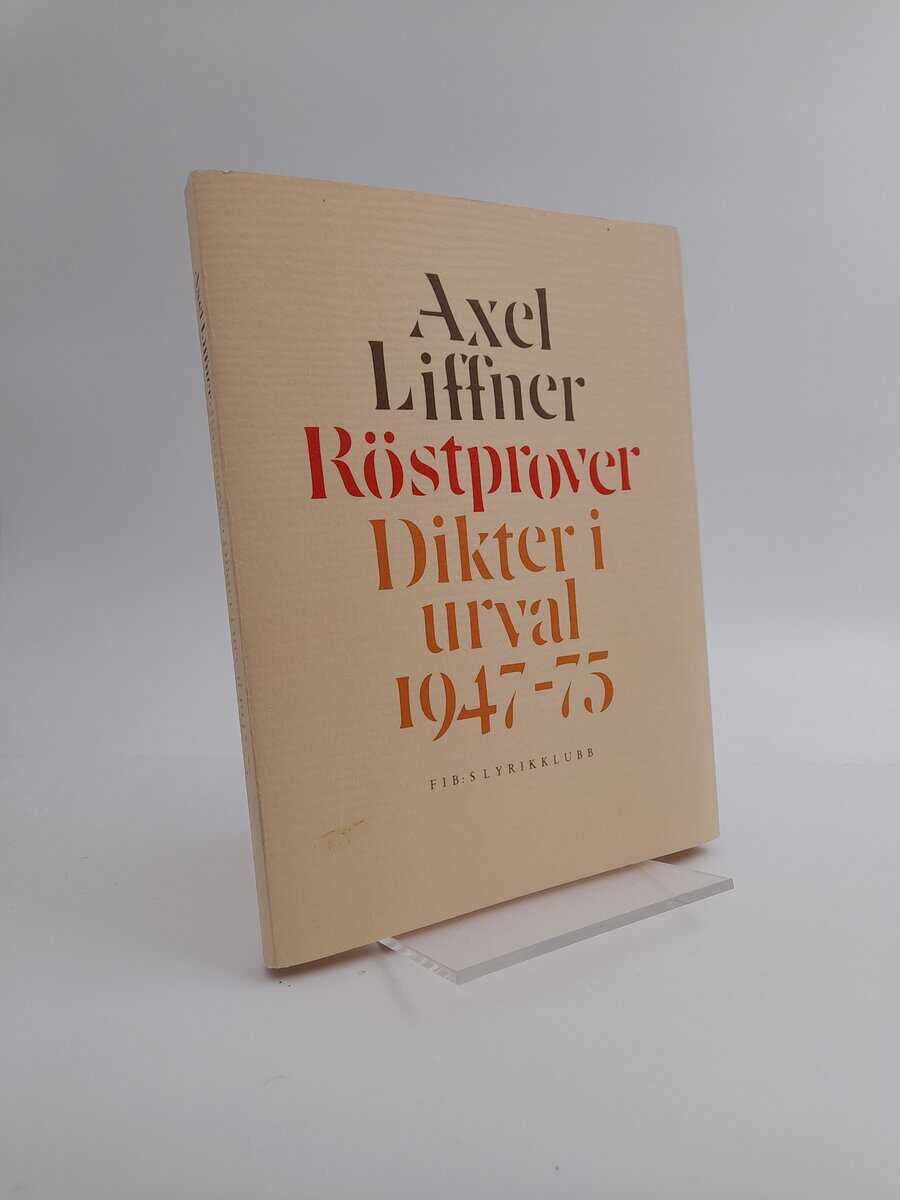 Axel
Liffner
Röstprover
Dikter i
urval
1947-75
FIB:S LYRIKKLUBB